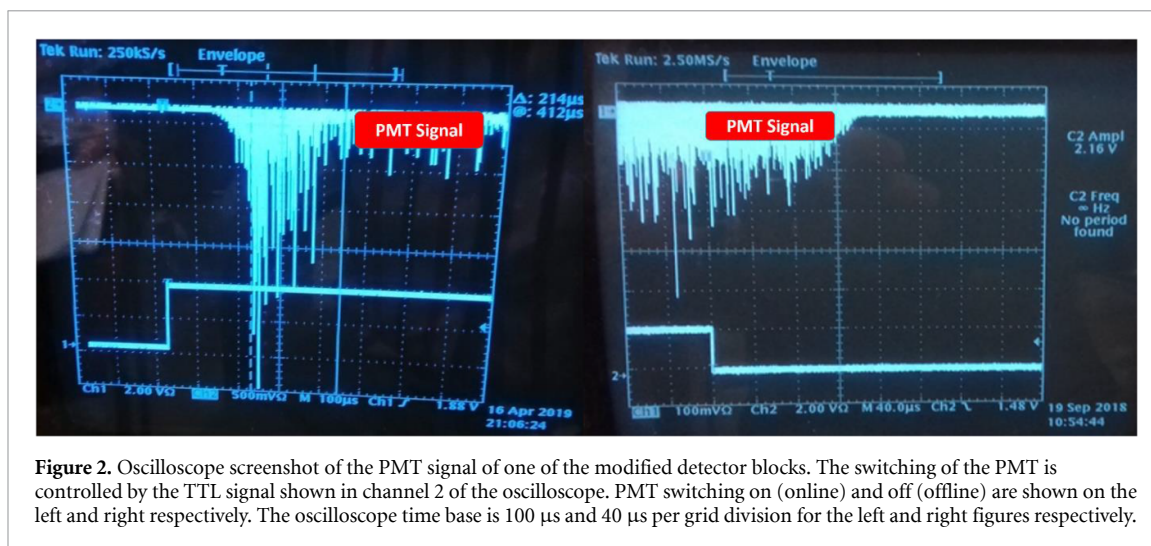 Tek Run: 250kS/s Envelope
Δ: 214µs
@: 412µs
PMT Signal
1→
Ch1 2.00 VΩ Ch2 500mVΩ M 100µs Ch1 1.88 V
16 Apr 2019
21:06:24
Tek Run: 2.50MS/s Envelope
PMT Signal
C2 Ampl
2.16 V
C2 Freq
∞ Hz
No period
found
1→
2→
Ch1 100mVΩ Ch2 2.00 VΩ M 40.0µs Ch2 1.48 V
19 Sep 2018
10:54:44
Figure 2. Oscilloscope screenshot of the PMT signal of one of the modified detector blocks. The switching of the PMT is
controlled by the TTL signal shown in channel 2 of the oscilloscope. PMT switching on (online) and off (offline) are shown on the
left and right respectively. The oscilloscope time base is 100 µs and 40 µs per grid division for the left and right figures respectively.